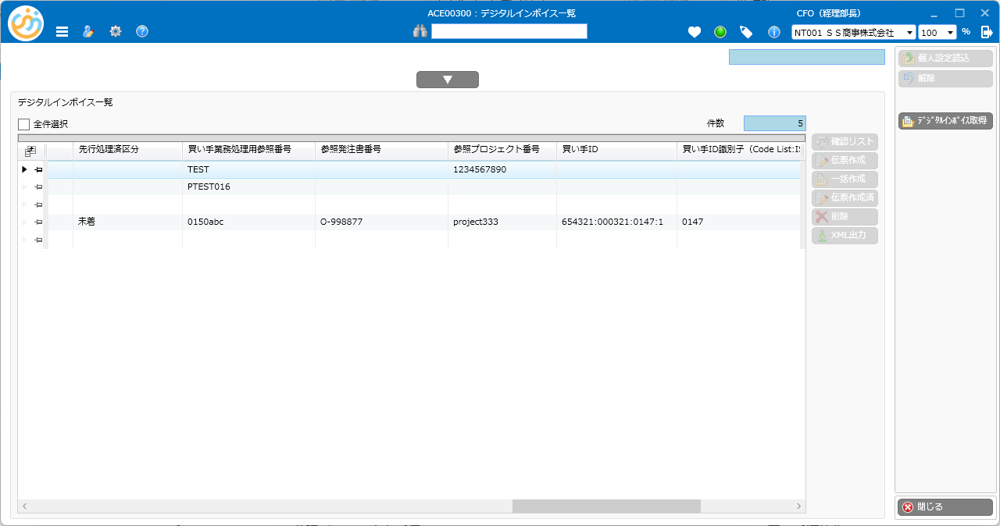 ACE00300：デジタルインボイス一覧
CFO（経理部長）
NT001 ＳＳ商事株式会社
100
%
個人設定読込
解除
ﾃﾞｼﾞﾀﾙｲﾝﾎﾞｲｽ取得
▼
デジタルインボイス一覧
全件選択
件数
5
先行処理済区分 買い手業務処理用参照番号 参照発注書番号 参照プロジェクト番号 買い手ID 買い手ID識別子（Code List:IS
TEST 1234567890
PTEST016
未着 0150abc O-998877 project333 654321:000321:0147:1 0147
確認リスト
伝票作成
一括作成
伝票作成済
削除
XML出力
閉じる